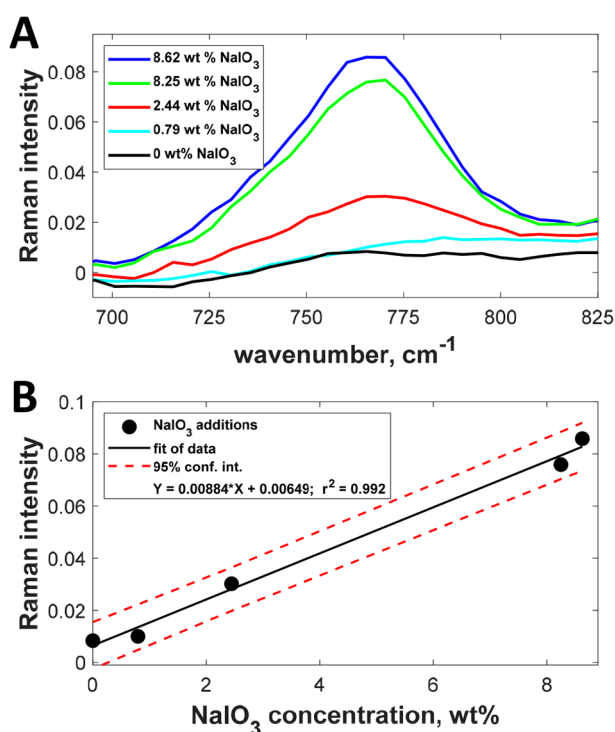 A
8.62 wt % NaIO3
8.25 wt % NaIO3
2.44 wt % NaIO3
0.79 wt % NaIO3
0 wt% NaIO3
0.08
0.06
0.04
0.02
0
Raman intensity
700 725 750 775 800 825
wavenumber, cm-1
B
NaIO3 additions
fit of data
95% conf. int.
Y = 0.00884*X + 0.00649; r2 = 0.992
0.1
0.08
0.06
0.04
0.02
0
Raman intensity
0 2 4 6 8
NaIO3 concentration, wt%